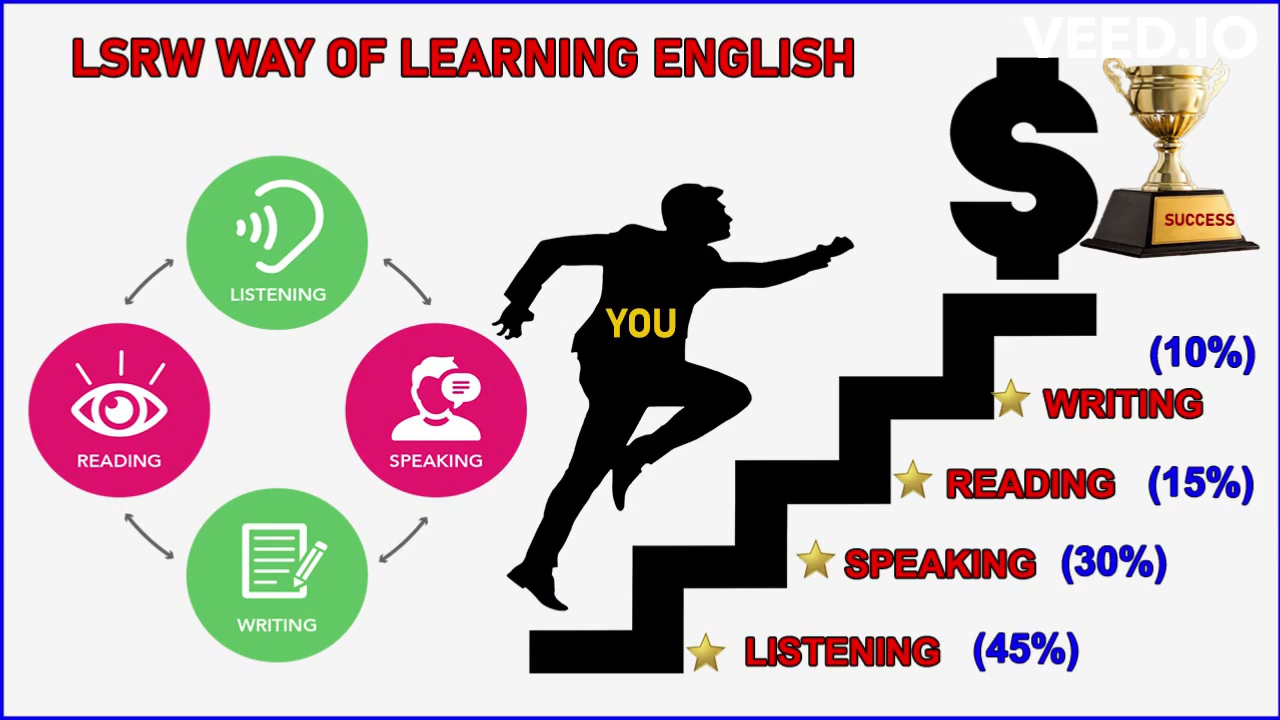 VEED.IO
LSRW WAY OF LEARNING ENGLISH
SUCCESS
LISTENING
READING
SPEAKING
WRITING
YOU
(10%)
WRITING
READING (15%)
SPEAKING (30%)
LISTENING (45%)